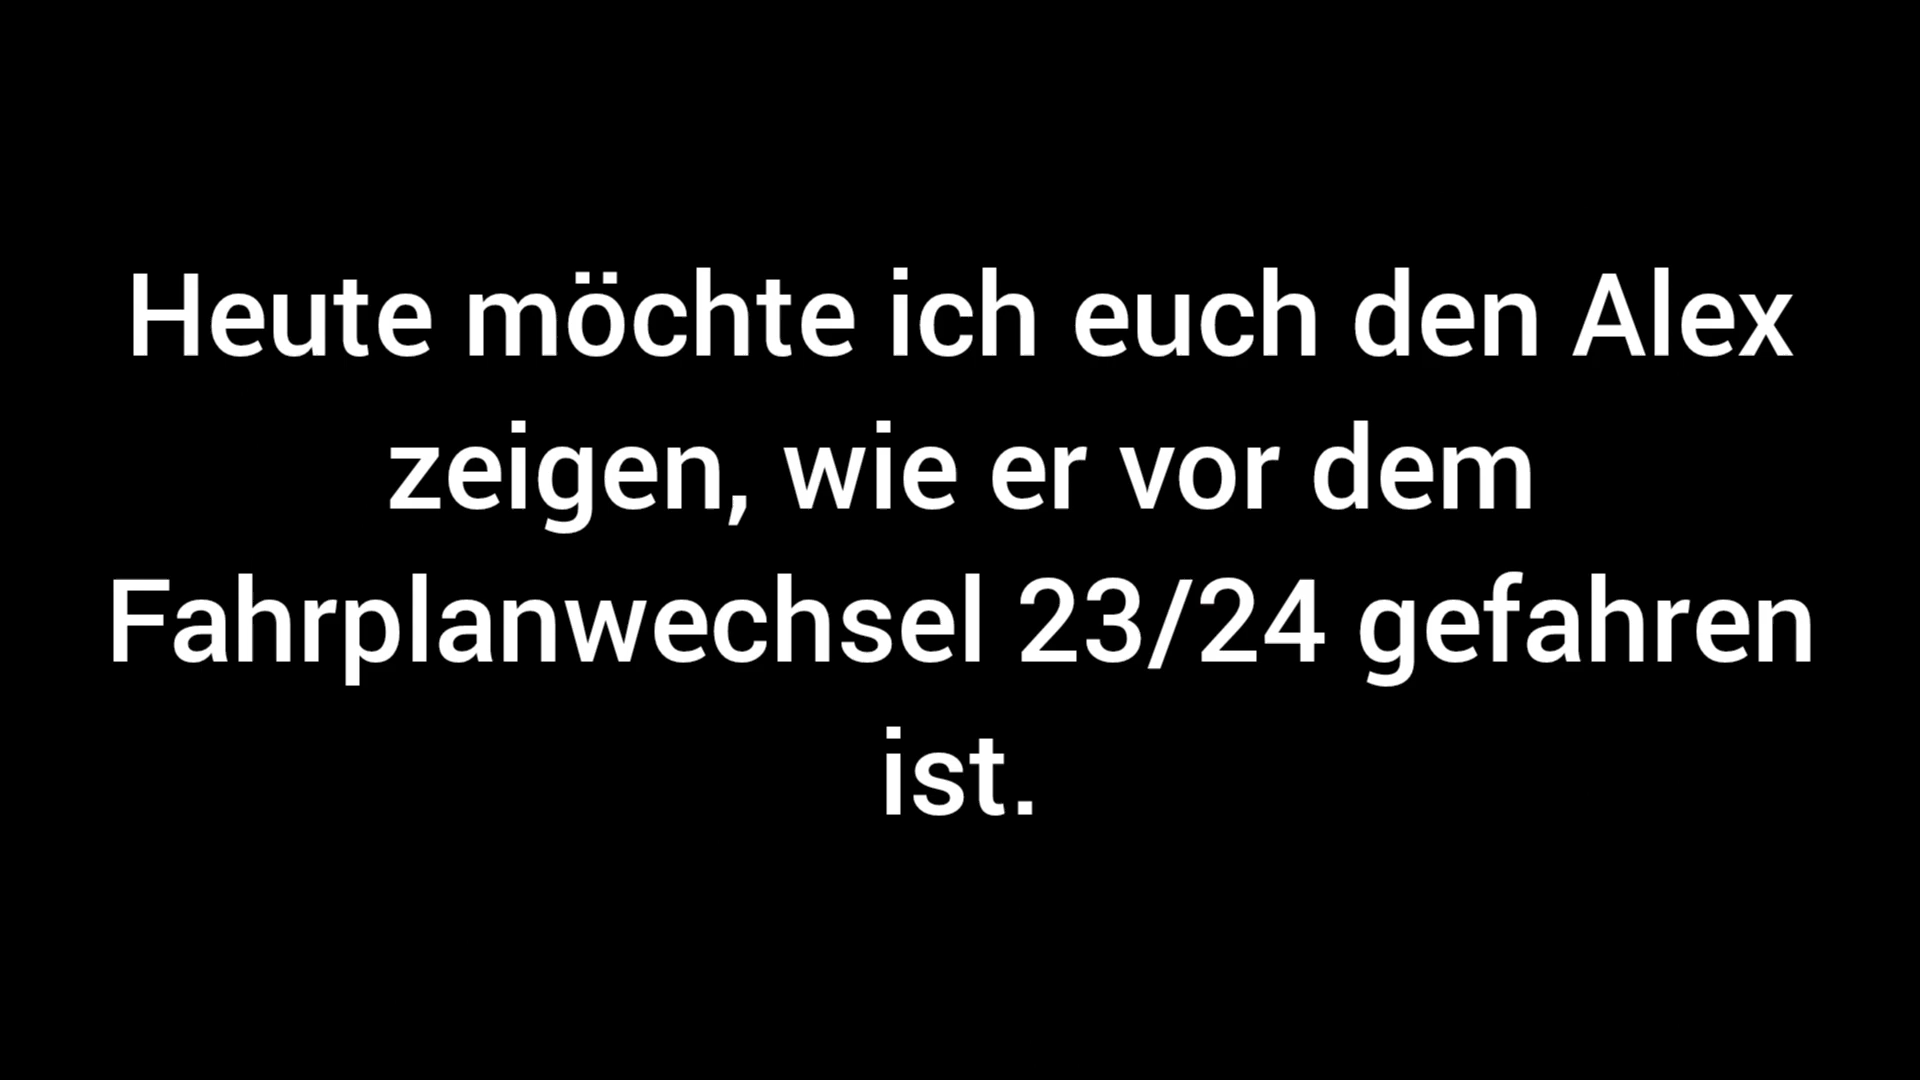 Heute möchte ich euch den Alex
zeigen, wie er vor dem
Fahrplanwechsel 23/24 gefahren
ist.